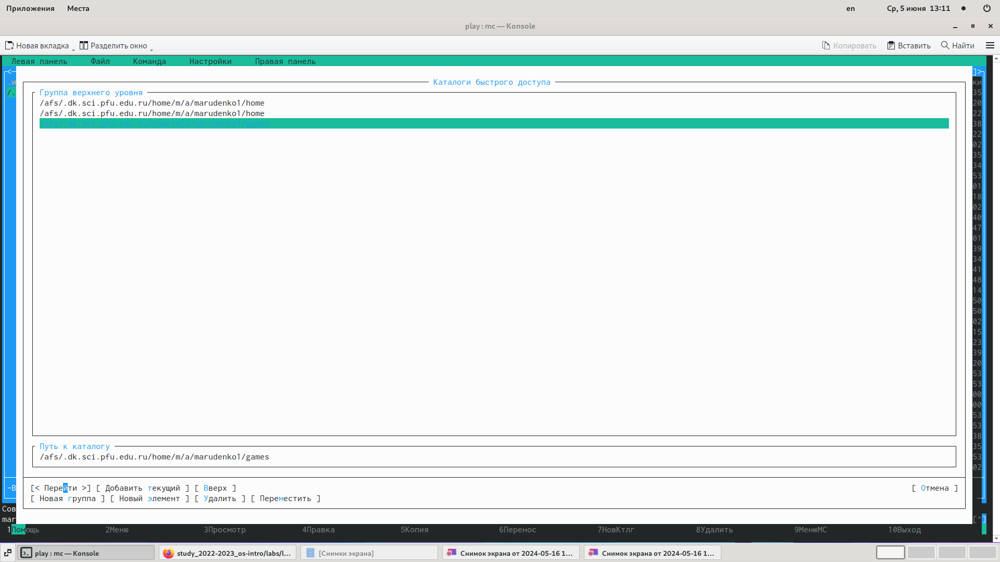 Приложения Места en Ср, 5 июня 13:11
play : mc — Konsole
Новая вкладка Разделить окно Копировать Вставить Найти
Левая панель Файл Команда Настройки Правая панель
Каталоги быстрого доступа
Группа верхнего уровня
/afs/.dk.sci.pfu.edu.ru/home/m/a/marudenko1/home
/afs/.dk.sci.pfu.edu.ru/home/m/a/marudenko1/home
/afs/.dk.sci.pfu.edu.ru/home/m/a/marudenko1/games
Путь к каталогу
/afs/.dk.sci.pfu.edu.ru/home/m/a/marudenko1/games
[< Перейти >] [ Добавить текущий ] [ Вверх ] [ Отмена ]
[ Новая группа ] [ Новый элемент ] [ Удалить ] [ Переместить ]
Сов
mar [^]
1Помощь 2Меню 3Просмотр 4Правка 5Копия 6Перенос 7НовКтлг 8Удалить 9МенюMC 10Выход
play : mc — Konsole study_2022-2023_os-intro/labs/l... [Снимки экрана] Снимок экрана от 2024-05-16 1... Снимок экрана от 2024-05-16 1...